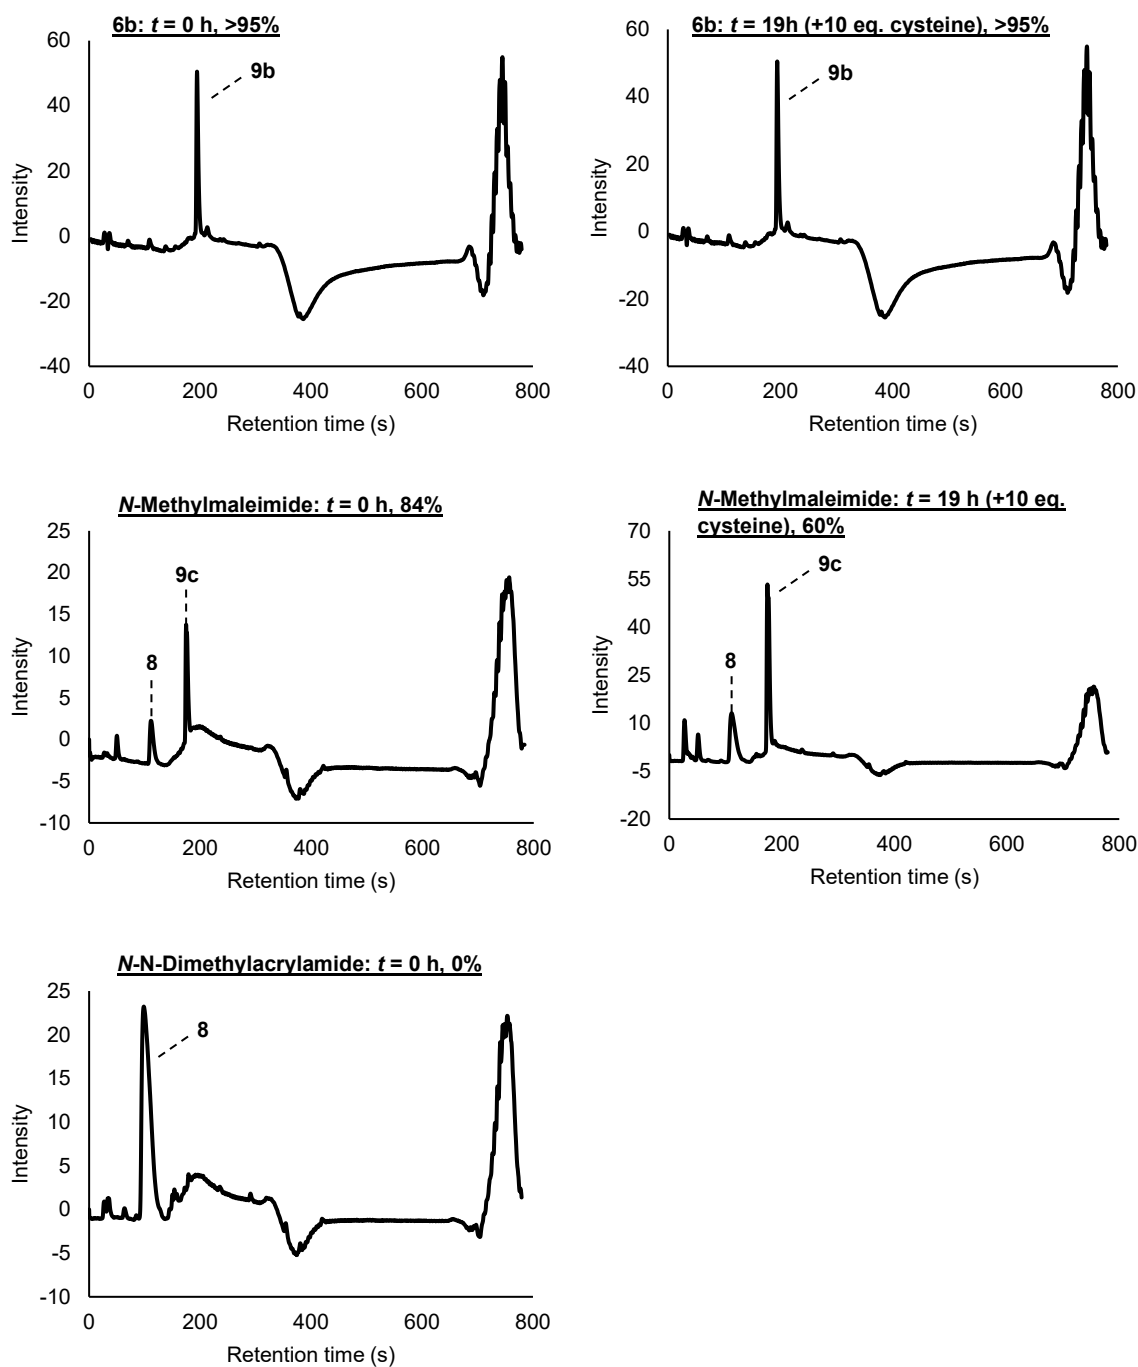 6b: t = 0 h, >95%
60
40
20
0
-20
-40
Intensity
9b
0 200 400 600 800
Retention time (s)
6b: t = 19h (+10 eq. cysteine), >95%
60
40
20
0
-20
-40
Intensity
9b
0 200 400 600 800
Retention time (s)
N-Methylmaleimide: t = 0 h, 84%
25
20
15
10
5
0
-5
-10
Intensity
8
9c
0 200 400 600 800
Retention time (s)
N-Methylmaleimide: t = 19 h (+10 eq.
cysteine), 60%
70
55
40
25
10
-5
-20
Intensity
8
9c
0 200 400 600 800
Retention time (s)
N-N-Dimethylacrylamide: t = 0 h, 0%
25
20
15
10
5
0
-5
-10
Intensity
8
0 200 400 600 800
Retention time (s)